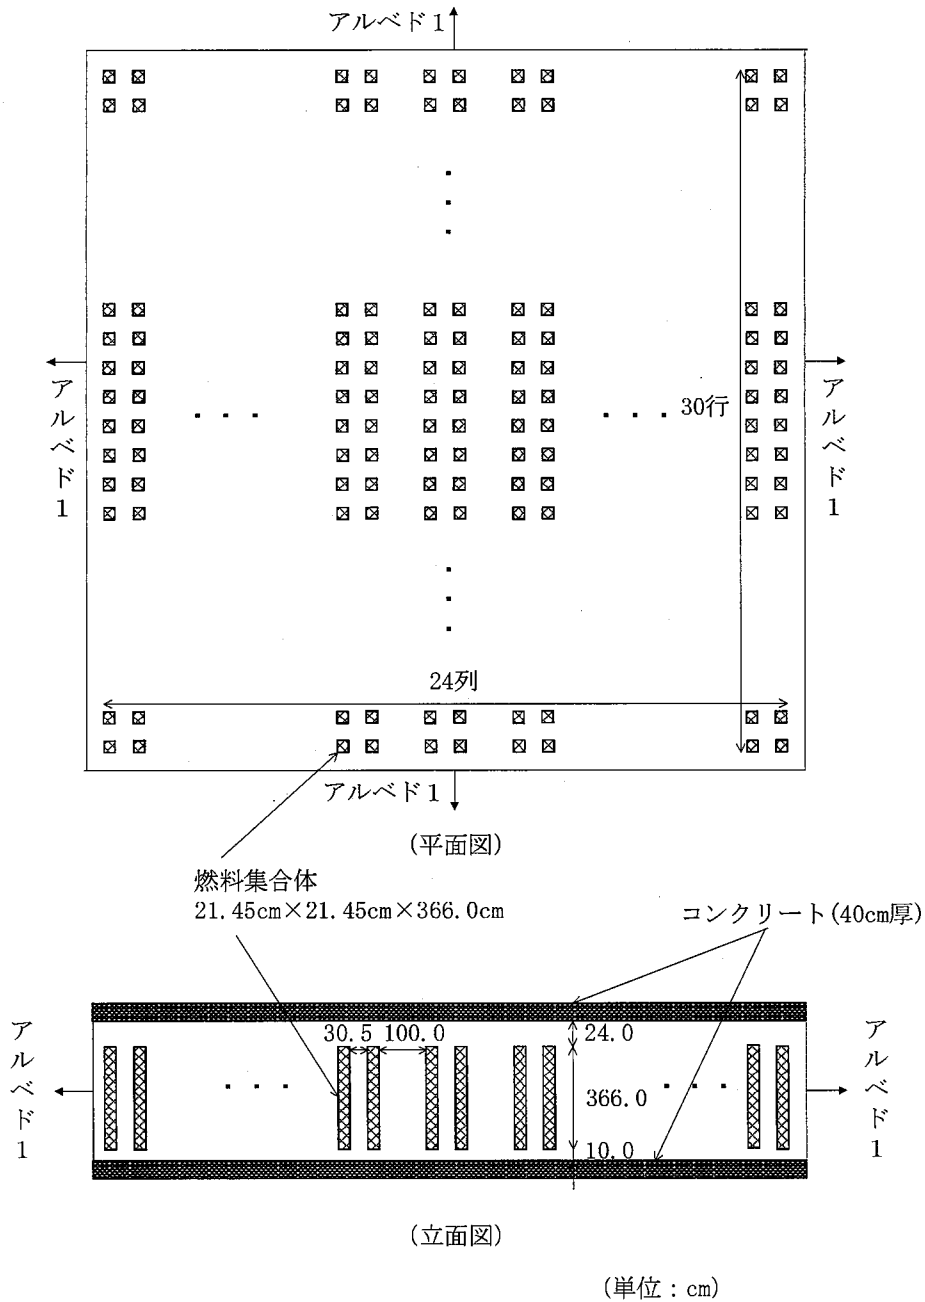 アルベド1
アルベド1
アルベド1
30行
24列
アルベド1
(平面図)
燃料集合体
21.45cm×21.45cm×366.0cm
コンクリート(40cm厚)
アルベド1
30.5 100.0
24.0
366.0
10.0
アルベド1
(立面図)
(単位：cm)